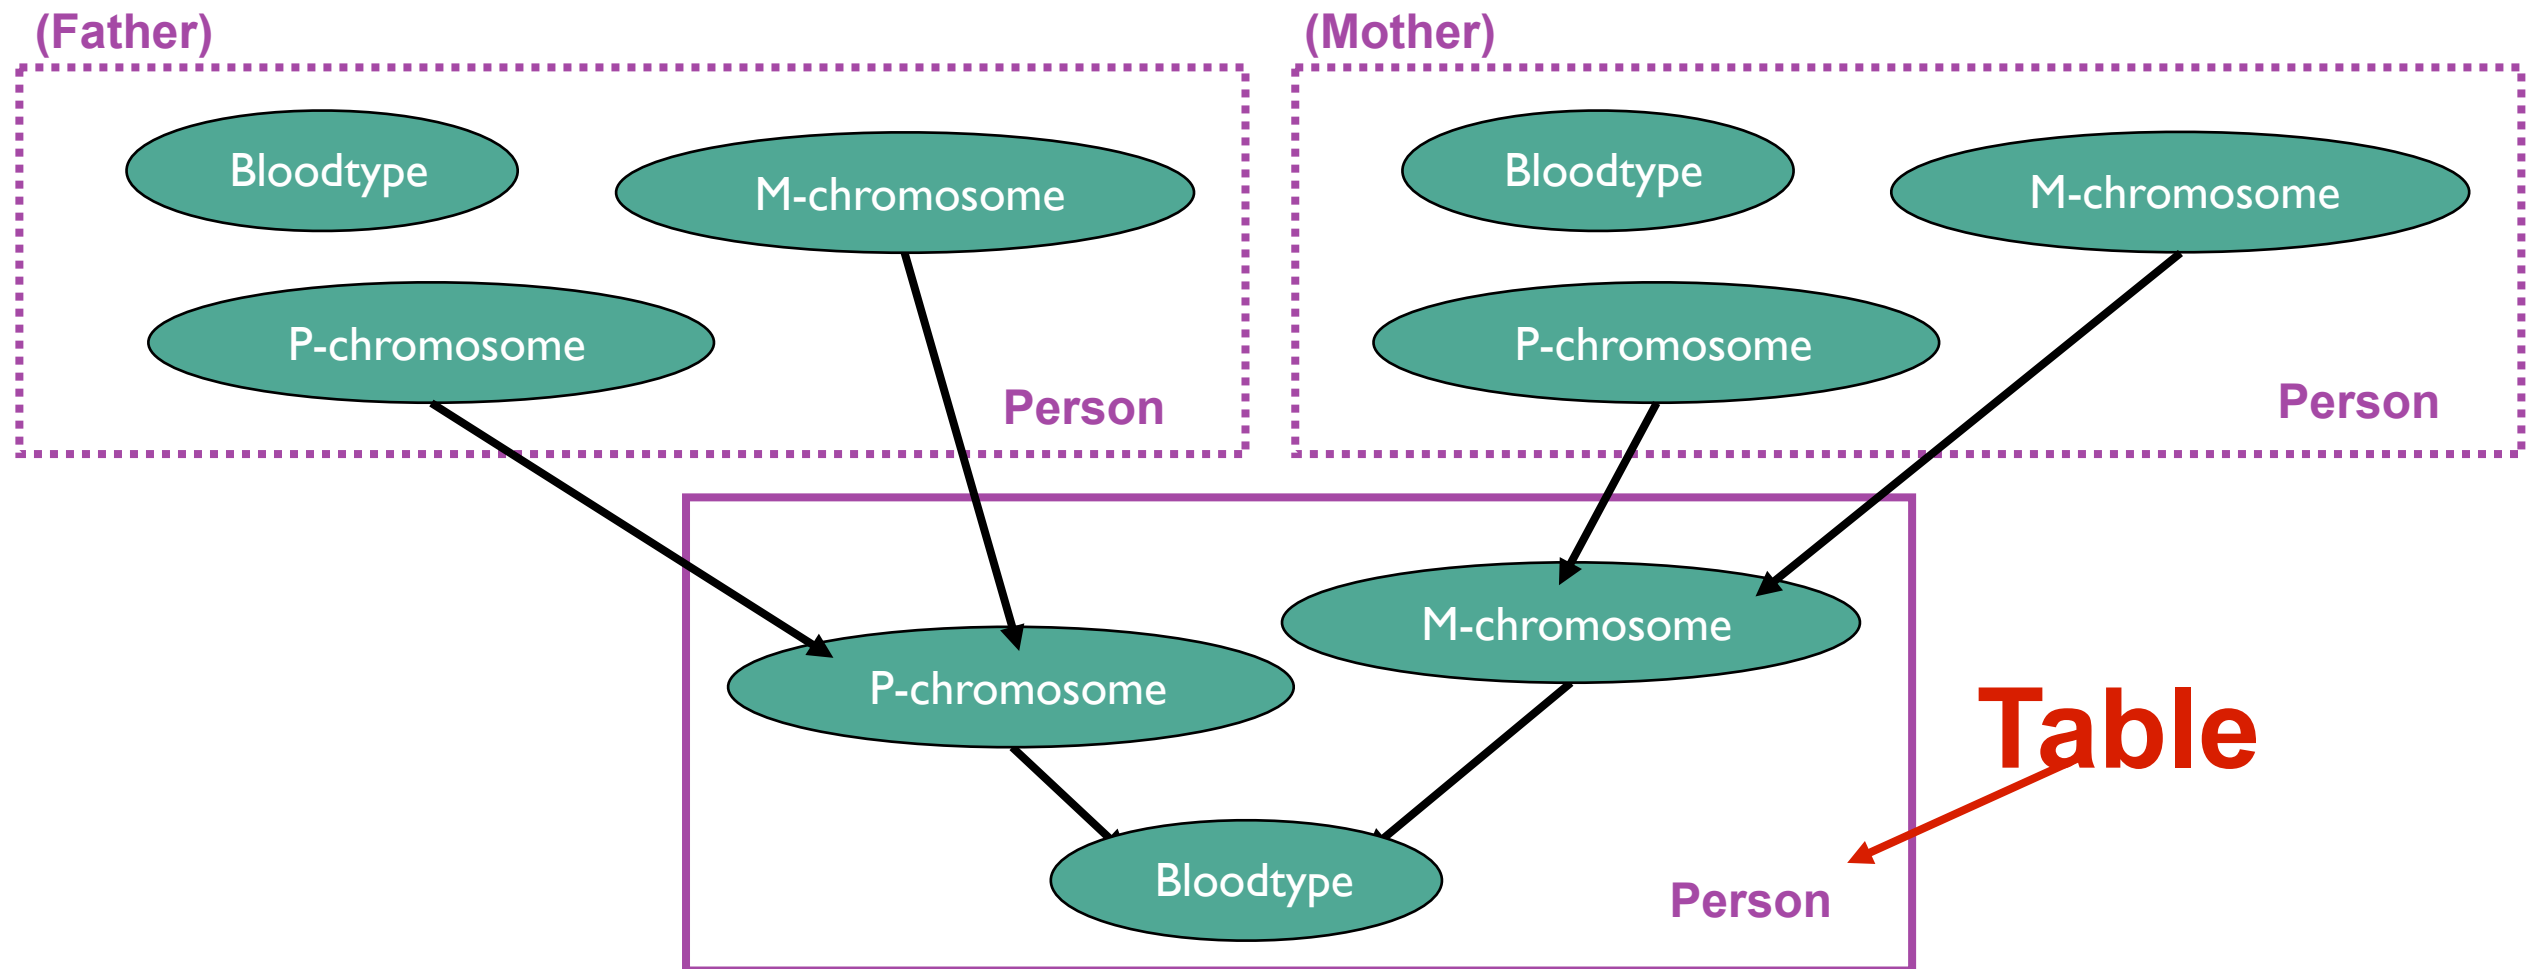 (Father)
(Mother)
Bloodtype
M-chromosome
P-chromosome
Person
Bloodtype
M-chromosome
P-chromosome
Person
M-chromosome
P-chromosome
Bloodtype
Person
Table